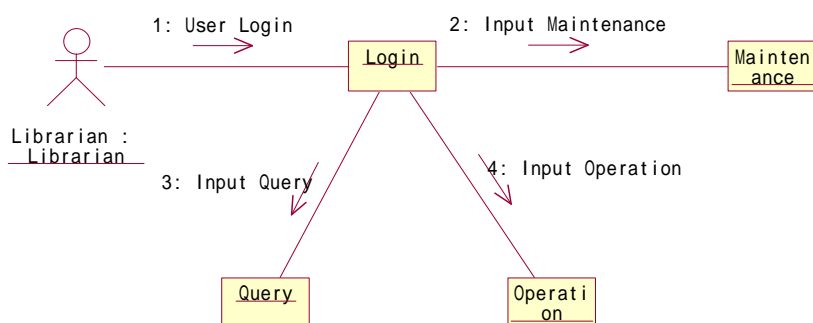 1: User Login
2: Input Maintenance
Login
Mainten
ance
Librarian :
Librarian
3: Input Query
4: Input Operation
Query
Operati
on